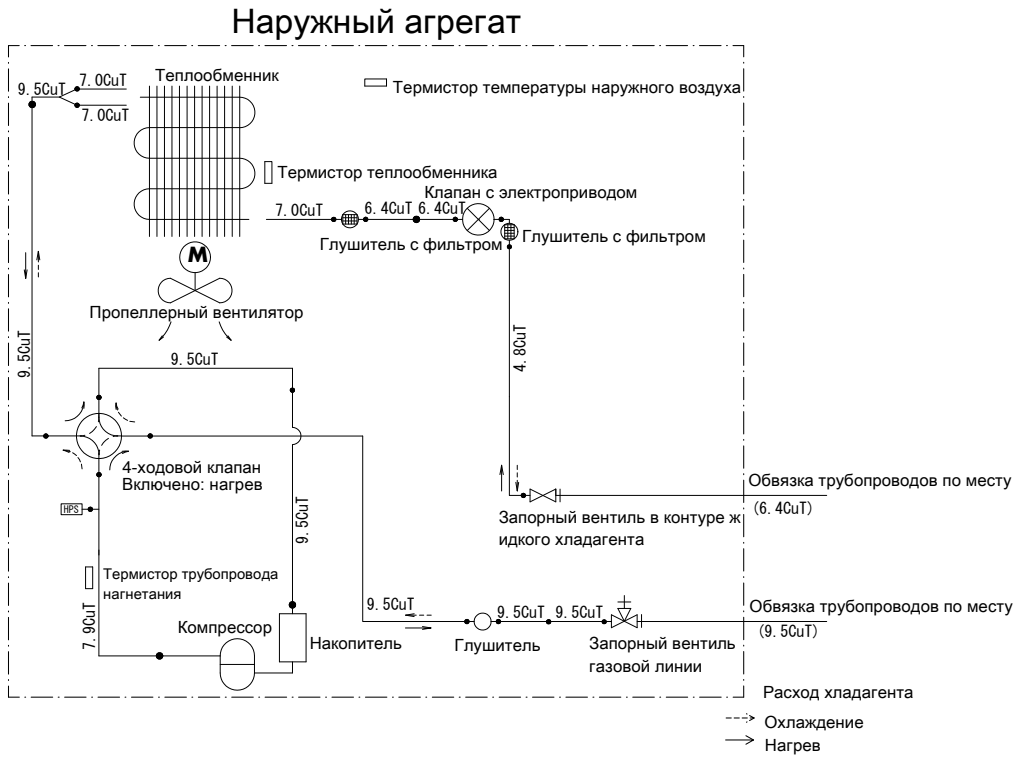 Наружный агрегат
9.5CuT
7.0CuT
7.0CuT
Теплообменник
Термистор температуры наружного воздуха
Термистор теплообменника
Клапан с электроприводом
7.0CuT
6.4CuT
6.4CuT
Глушитель с фильтром
Глушитель с фильтром
M
Пропеллерный вентилятор
9.5CuT
9.5CuT
4.8CuT
4-ходовой клапан
Включено: нагрев
HPS
9.5CuT
Обвязка трубопроводов по месту
(6.4CuT)
Запорный вентиль в контуре ж
идкого хладагента
Термистор трубопровода
нагнетания
7.9CuT
Компрессор
Накопитель
9.5CuT
Глушитель
9.5CuT
9.5CuT
Запорный вентиль
газовой линии
Обвязка трубопроводов по месту
(9.5CuT)
Расход хладагента
Охлаждение
Нагрев